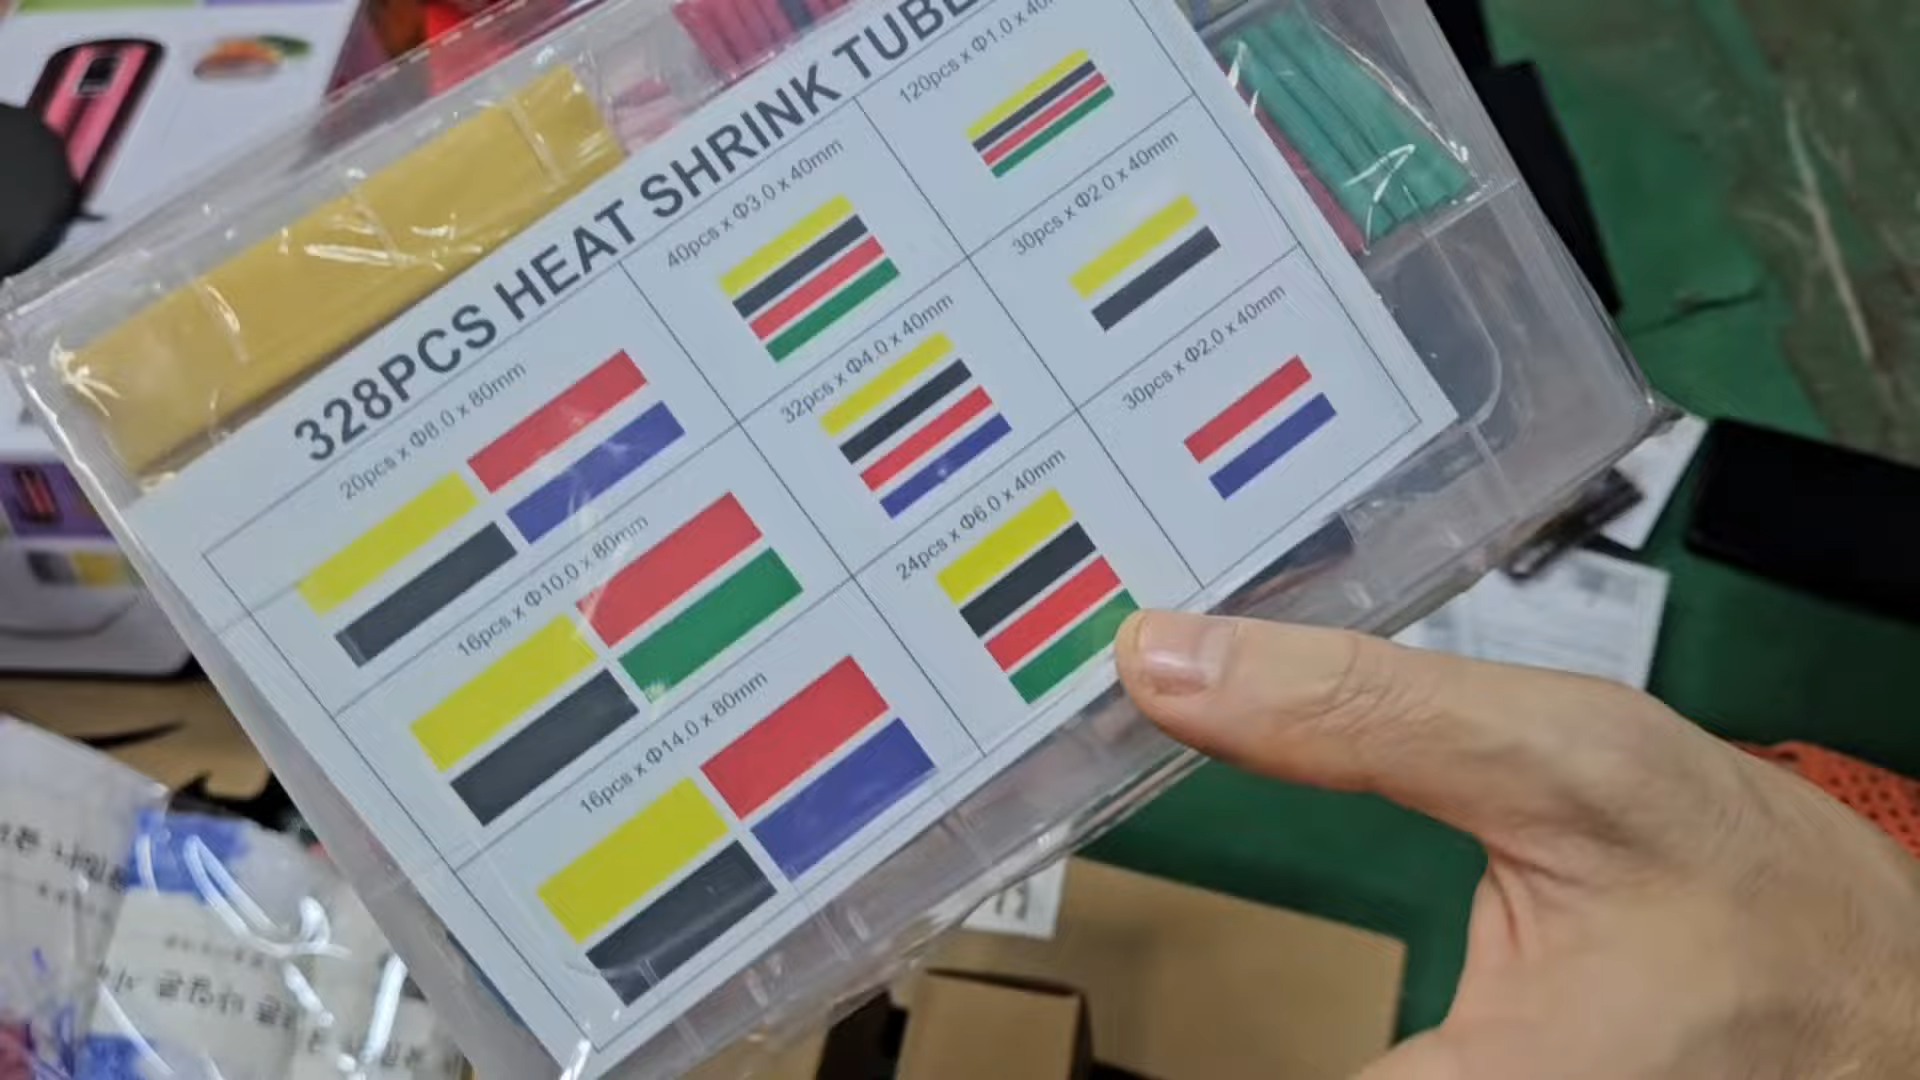 328PCS HEAT SHRINK TUBE
20pcs x Φ8.0 x 80mm
40pcs x Φ3.0 x 40mm
120pcs x Φ1.0 x 40
16pcs x Φ10.0 x 80mm
32pcs x Φ4.0 x 40mm
30pcs x Φ2.0 x 40mm
16pcs x Φ14.0 x 80mm
24pcs x Φ6.0 x 40mm
30pcs x Φ2.0 x 40mm